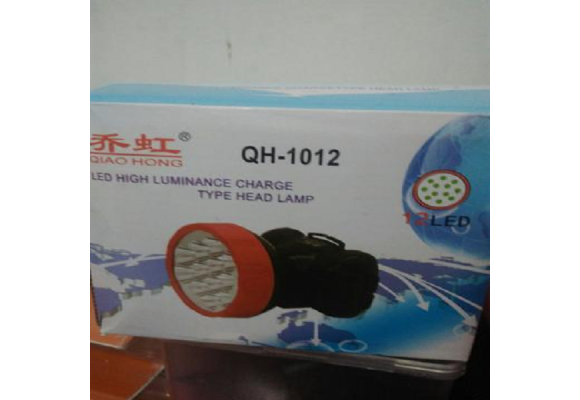 乔虹®
QIAO HONG
QH-1012
LED HIGH LUMINANCE CHARGE
TYPE HEAD LAMP
12LED